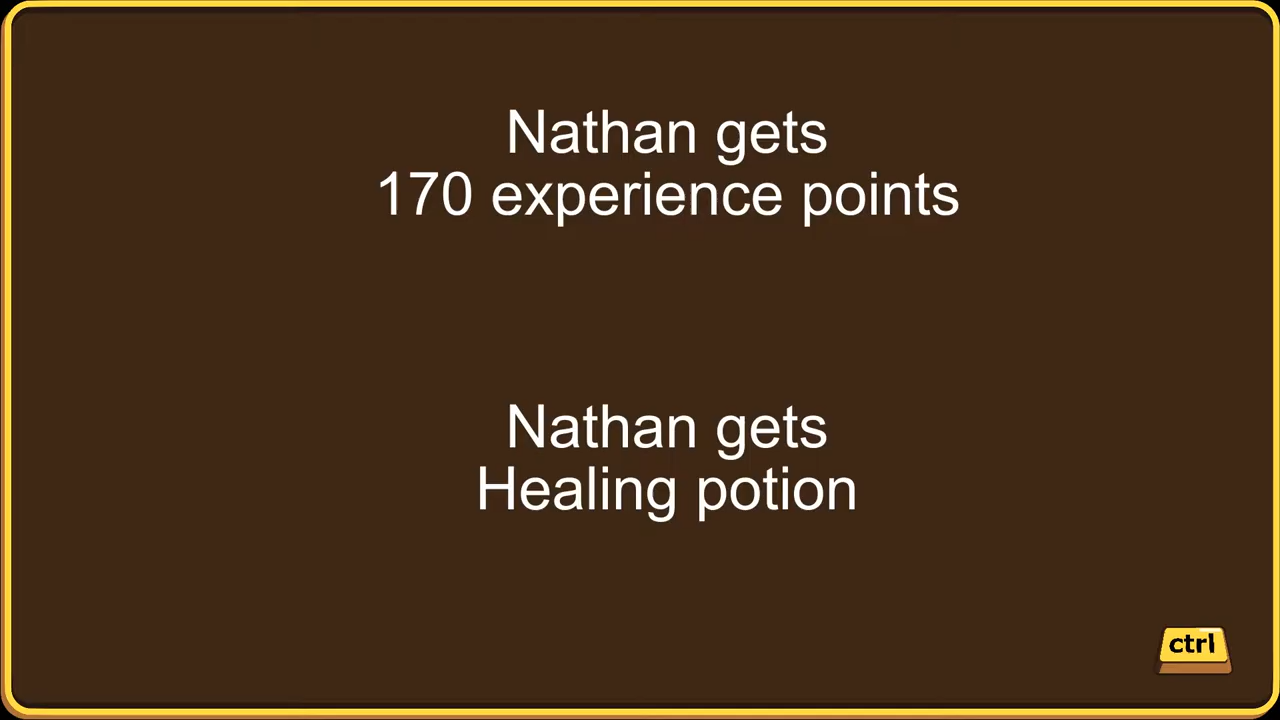 Nathan gets
170 experience points
Nathan gets
Healing potion
ctrl